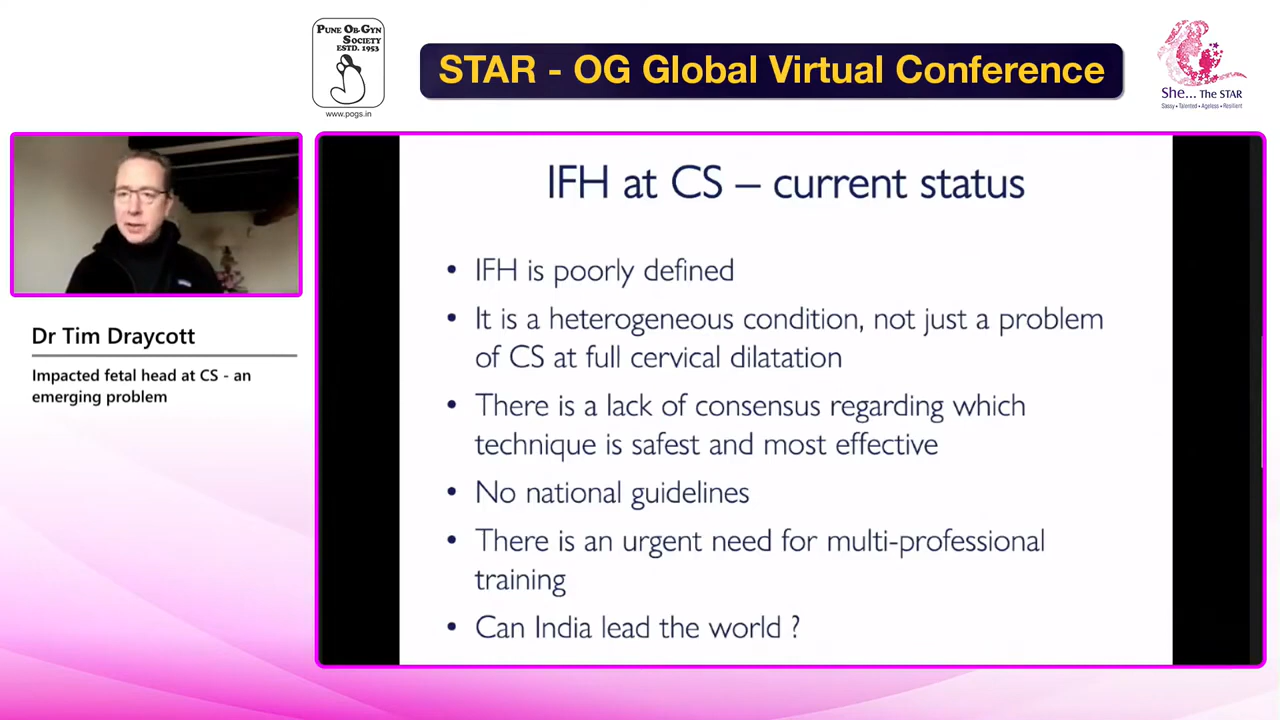 PUNE OB-GYN
SOCIETY
ESTD. 1953
www.pogs.in
STAR - OG Global Virtual Conference
She... The STAR
Sassy • Talented • Ageless • Resilient
Dr Tim Draycott
Impacted fetal head at CS - an
emerging problem
IFH at CS – current status
• IFH is poorly defined
• It is a heterogeneous condition, not just a problem
of CS at full cervical dilatation
• There is a lack of consensus regarding which
technique is safest and most effective
• No national guidelines
• There is an urgent need for multi-professional
training
• Can India lead the world ?